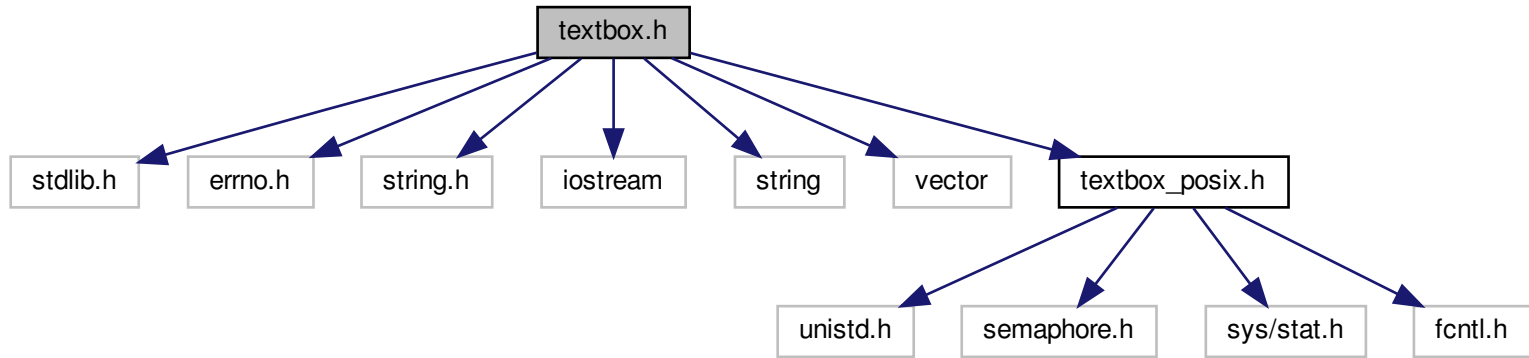 textbox.h
stdlib.h
errno.h
string.h
iostream
string
vector
textbox_posix.h
unistd.h
semaphore.h
sys/stat.h
fcntl.h